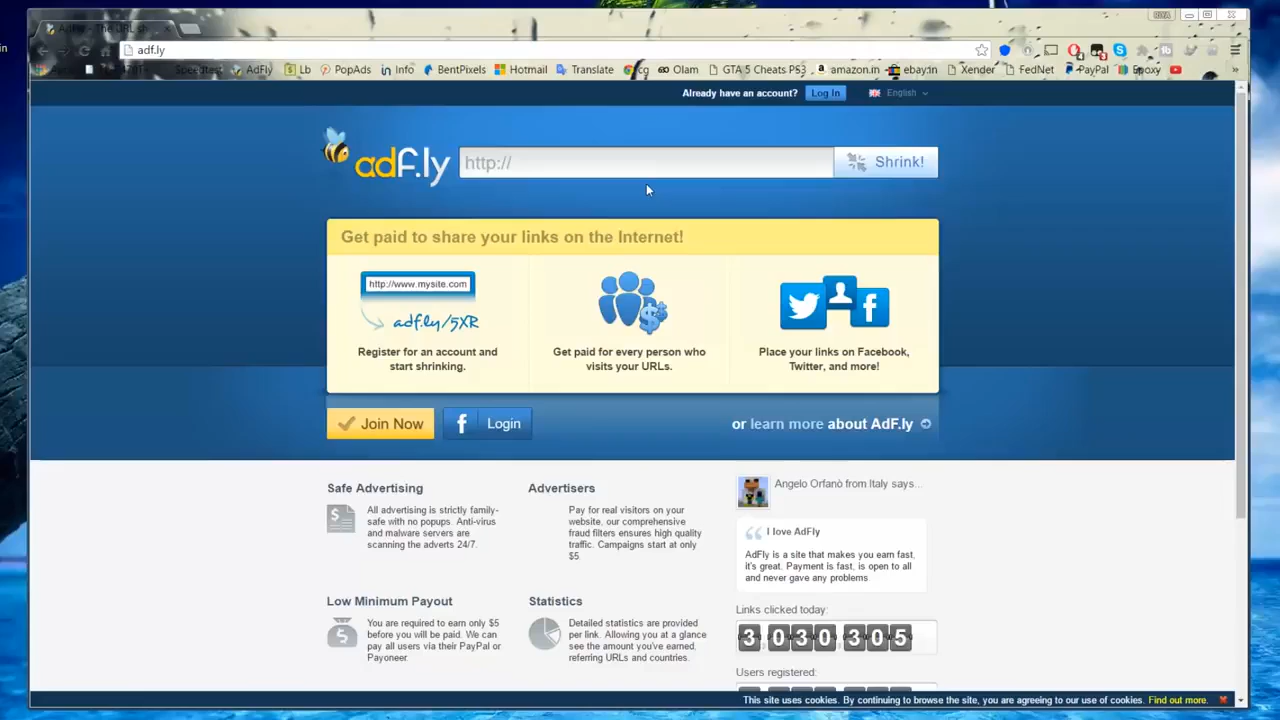 AdFly - The URL sh
adf.ly
Speedtest
AdFly
Lb
PopAds
Info
BentPixels
Hotmail
Translate
cg
Olam
GTA 5 Cheats PS3
amazon.in
ebay.in
Xender
FedNet
PayPal
Epoxy
»
Already have an account?
Log In
English
adf.ly
http://
Shrink!
Get paid to share your links on the Internet!
http://www.mysite.com
adf.ly/5XR
Register for an account and
start shrinking.
Get paid for every person who
visits your URLs.
Place your links on Facebook,
Twitter, and more!
Join Now
Login
or learn more about AdF.ly
Safe Advertising
All advertising is strictly family-
safe with no popups. Anti-virus
and malware servers are
scanning the adverts 24/7.
Advertisers
Pay for real visitors on your
website, our comprehensive
fraud filters ensures high quality
traffic. Campaigns start at only
$5.
Angelo Orfanò from Italy says...
I love AdFly
AdFly is a site that makes you earn fast,
it's great. Payment is fast, is open to all
and never gave any problems
Low Minimum Payout
You are required to earn only $5
before you will be paid. We can
pay all users via their PayPal or
Payoneer.
Statistics
Detailed statistics are provided
per link. Allowing you at a glance
see the amount you've earned,
referring URLs and countries.
Links clicked today:
3,030,305
Users registered:
This site uses cookies. By continuing to browse the site, you are agreeing to our use of cookies. Find out more.